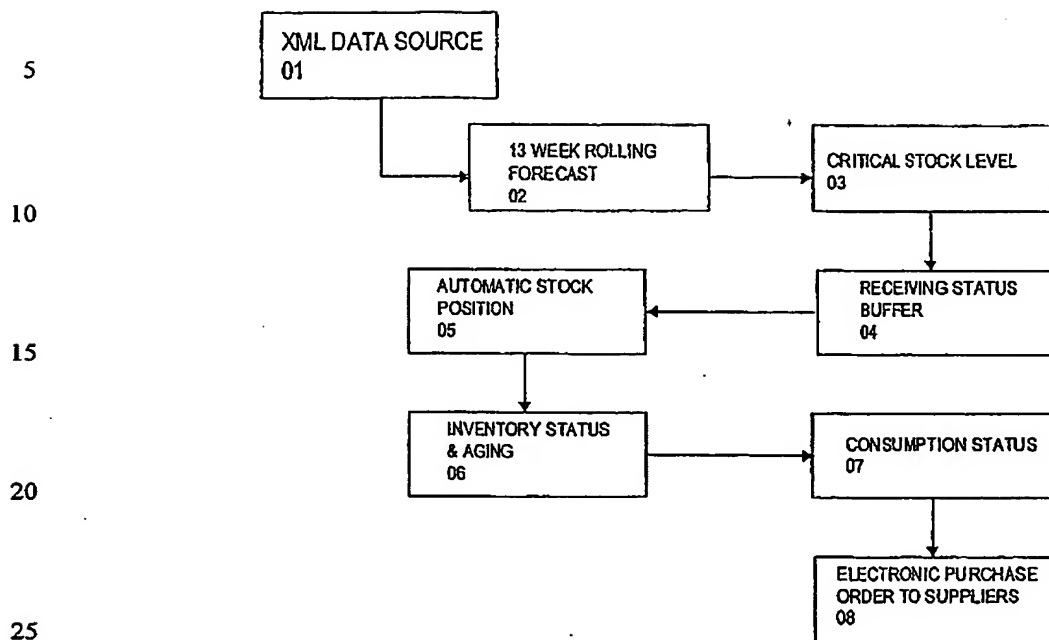 XML DATA SOURCE
01
5
13 WEEK ROLLING
FORECAST
02
CRITICAL STOCK LEVEL
03
10
AUTOMATIC STOCK
POSITION
05
RECEIVING STATUS
BUFFER
04
15
INVENTORY STATUS
& AGING
06
CONSUMPTION STATUS
07
20
ELECTRONIC PURCHASE
ORDER TO SUPPLIERS
08
25